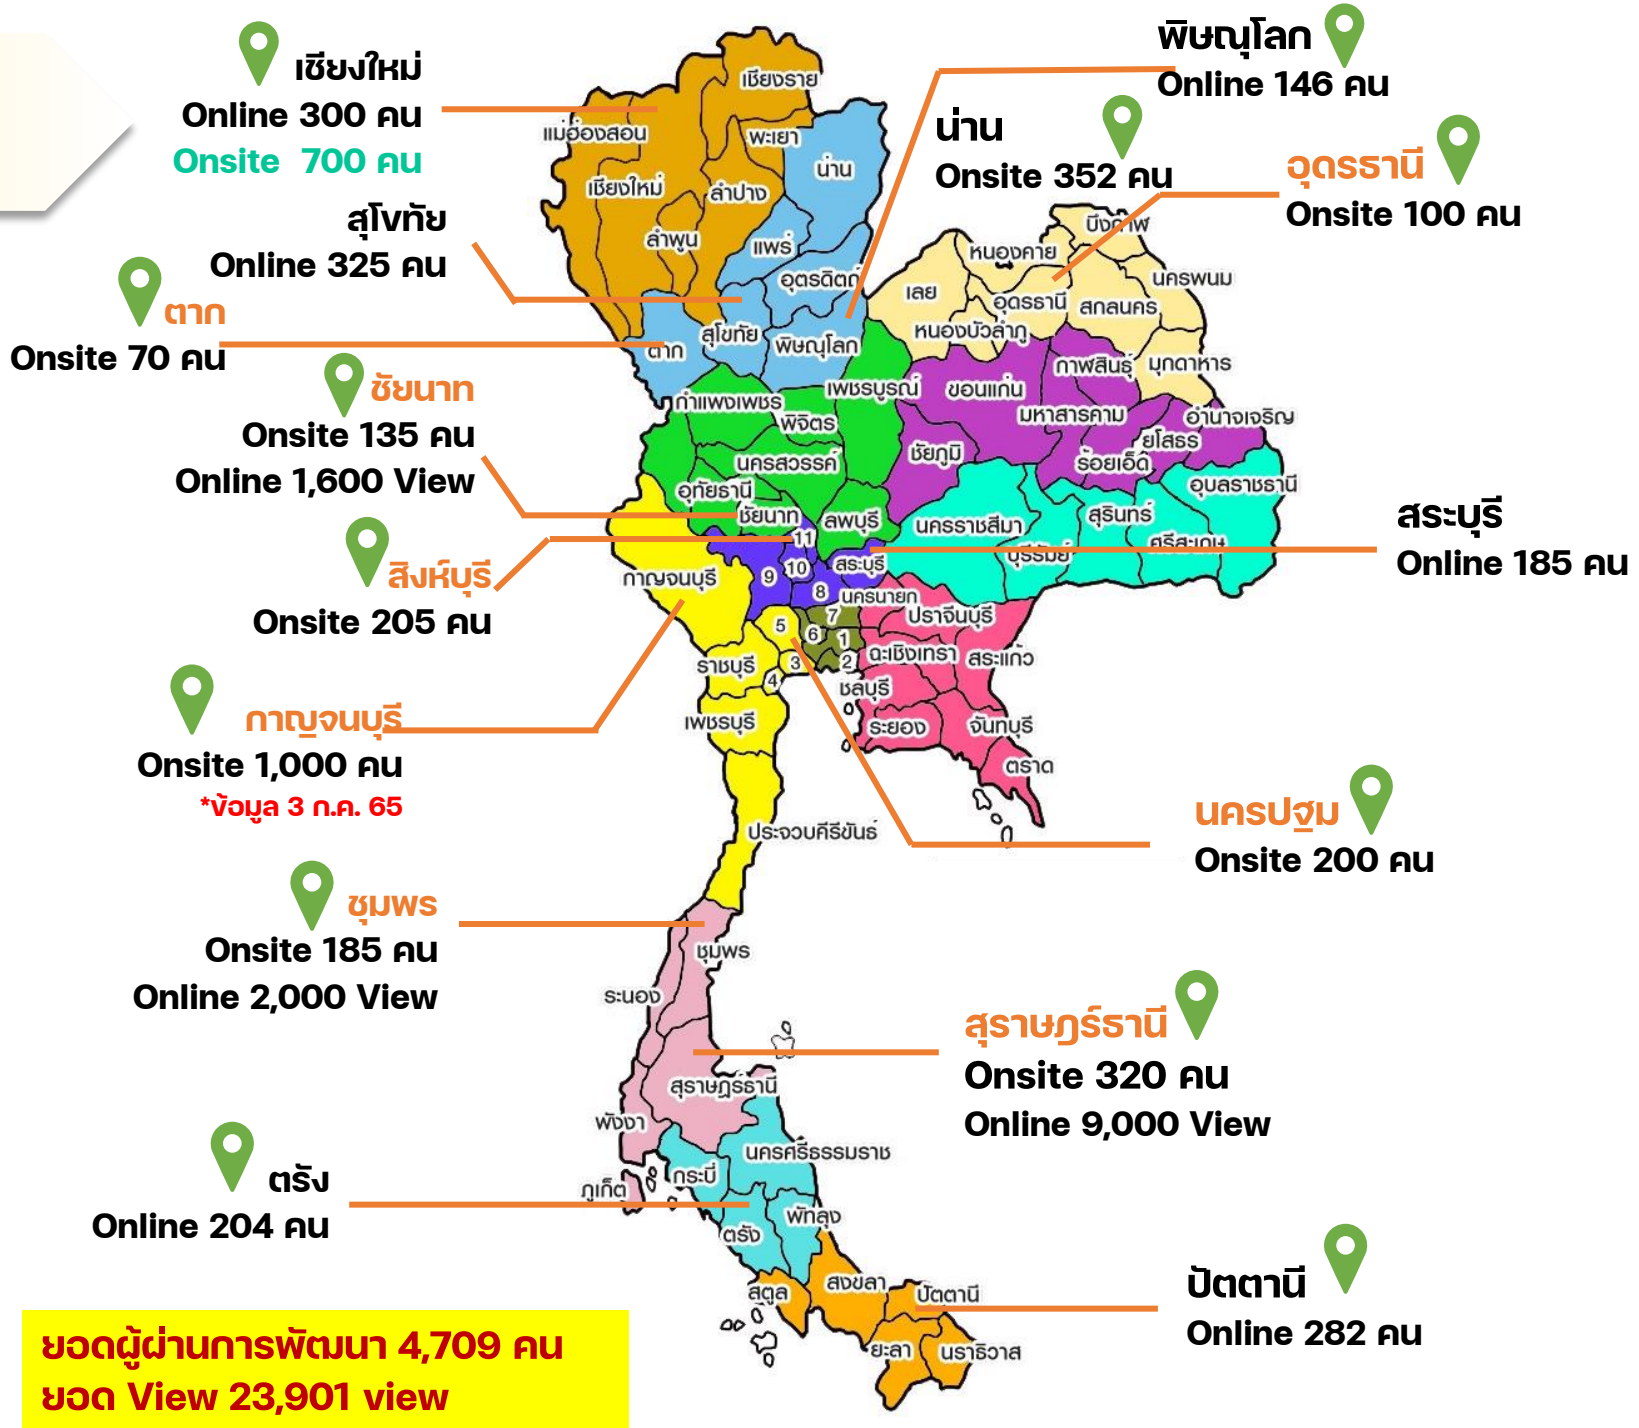 เชียงใหม่
Online 300 คน
Onsite 700 คน
สุโขทัย
Online 325 คน
ตาก
Onsite 70 คน
ชัยนาท
Onsite 135 คน
Online 1,600 View
สิงห์บุรี
Onsite 205 คน
กาญจนบุรี
Onsite 1,000 คน
*ข้อมูล 3 ก.ค. 65
ชุมพร
Onsite 185 คน
Online 2,000 View
ตรัง
Online 204 คน
ยอดผู้ผ่านการพัฒนา 4,709 คน
ยอด View 23,901 view
พิษณุโลก
Online 146 คน
น่าน
Onsite 352 คน
อุดรธานี
Onsite 100 คน
สระบุรี
Online 185 คน
นครปฐม
Onsite 200 คน
สุราษฎร์ธานี
Onsite 320 คน
Online 9,000 View
ปัตตานี
Online 282 คน
เชียงราย
แม่ฮ่องสอน
พะเยา
น่าน
เชียงใหม่
ลำปาง
ลำพูน
แพร่
อุตรดิตถ์
สุโขทัย
พิษณุโลก
ตาก
บึงกาฬ
หนองคาย
นครพนม
เลย
อุดรธานี
สกลนคร
หนองบัวลำภู
มุกดาหาร
กาฬสินธุ์
ขอนแก่น
มหาสารคาม
อำนาจเจริญ
ยโสธร
ร้อยเอ็ด
ชัยภูมิ
เพชรบูรณ์
กำแพงเพชร
พิจิตร
นครสวรรค์
อุทัยธานี
ชัยนาท
ลพบุรี
นครราชสีมา
บุรีรัมย์
สุรินทร์
ศรีสะเกษ
อุบลราชธานี
11
10
9
8
สระบุรี
นครนายก
กาญจนบุรี
7
6
5
1
2
3
4
ปราจีนบุรี
ฉะเชิงเทรา
สระแก้ว
ชลบุรี
ระยอง
จันทบุรี
ตราด
ราชบุรี
เพชรบุรี
ประจวบคีรีขันธ์
ชุมพร
ระนอง
สุราษฎร์ธานี
พังงา
นครศรีธรรมราช
ภูเก็ต
กระบี่
ตรัง
พัทลุง
สตูล
สงขลา
ปัตตานี
ยะลา
นราธิวาส